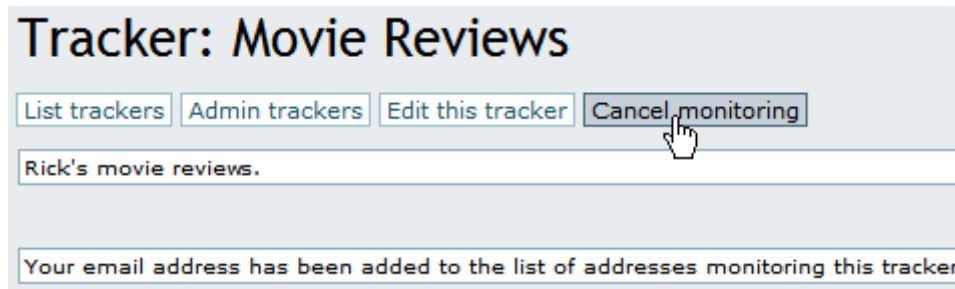 Tracker: Movie Reviews
List trackers Admin trackers Edit this tracker Cancel monitoring
Rick's movie reviews.
Your email address has been added to the list of addresses monitoring this tracker